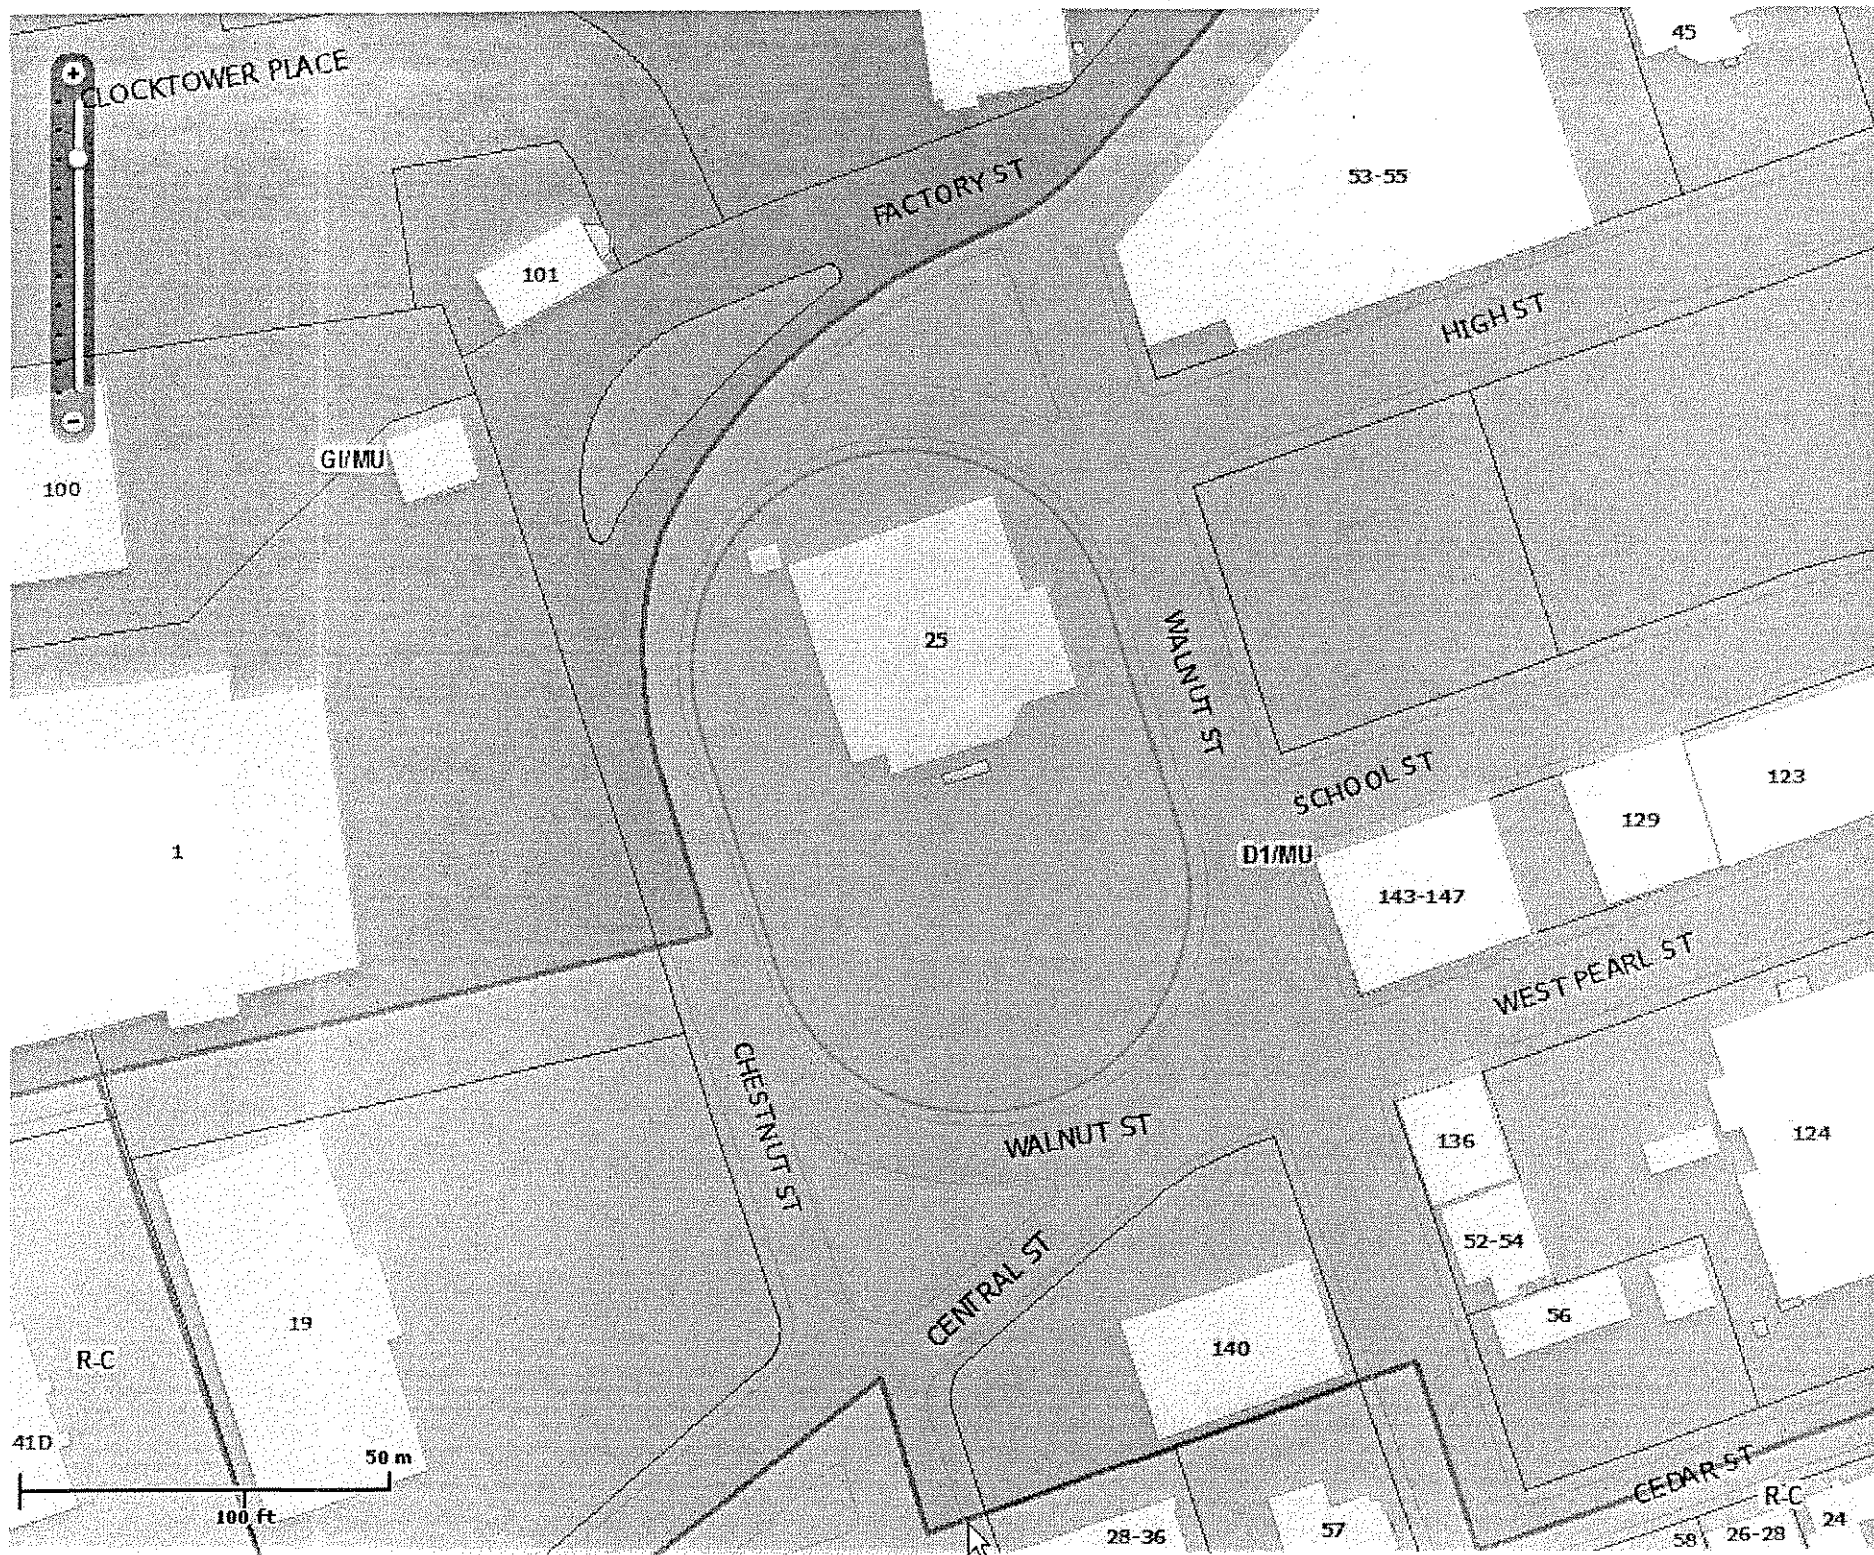 45
+
CLOCKTOWER PLACE
53-55
FACTORY ST
101
HIGH ST
−
GI/MU
100
25
WALNUT ST
SCHOOL ST
123
129
1
D1/MU
143-147
WEST PEARL ST
CHESTNUT ST
WALNUT ST
136
124
52-54
CENTRAL ST
56
19
140
R-C
41D
50 m
100 ft
CEDAR ST
R-C
28-36
57
58
26-28
24